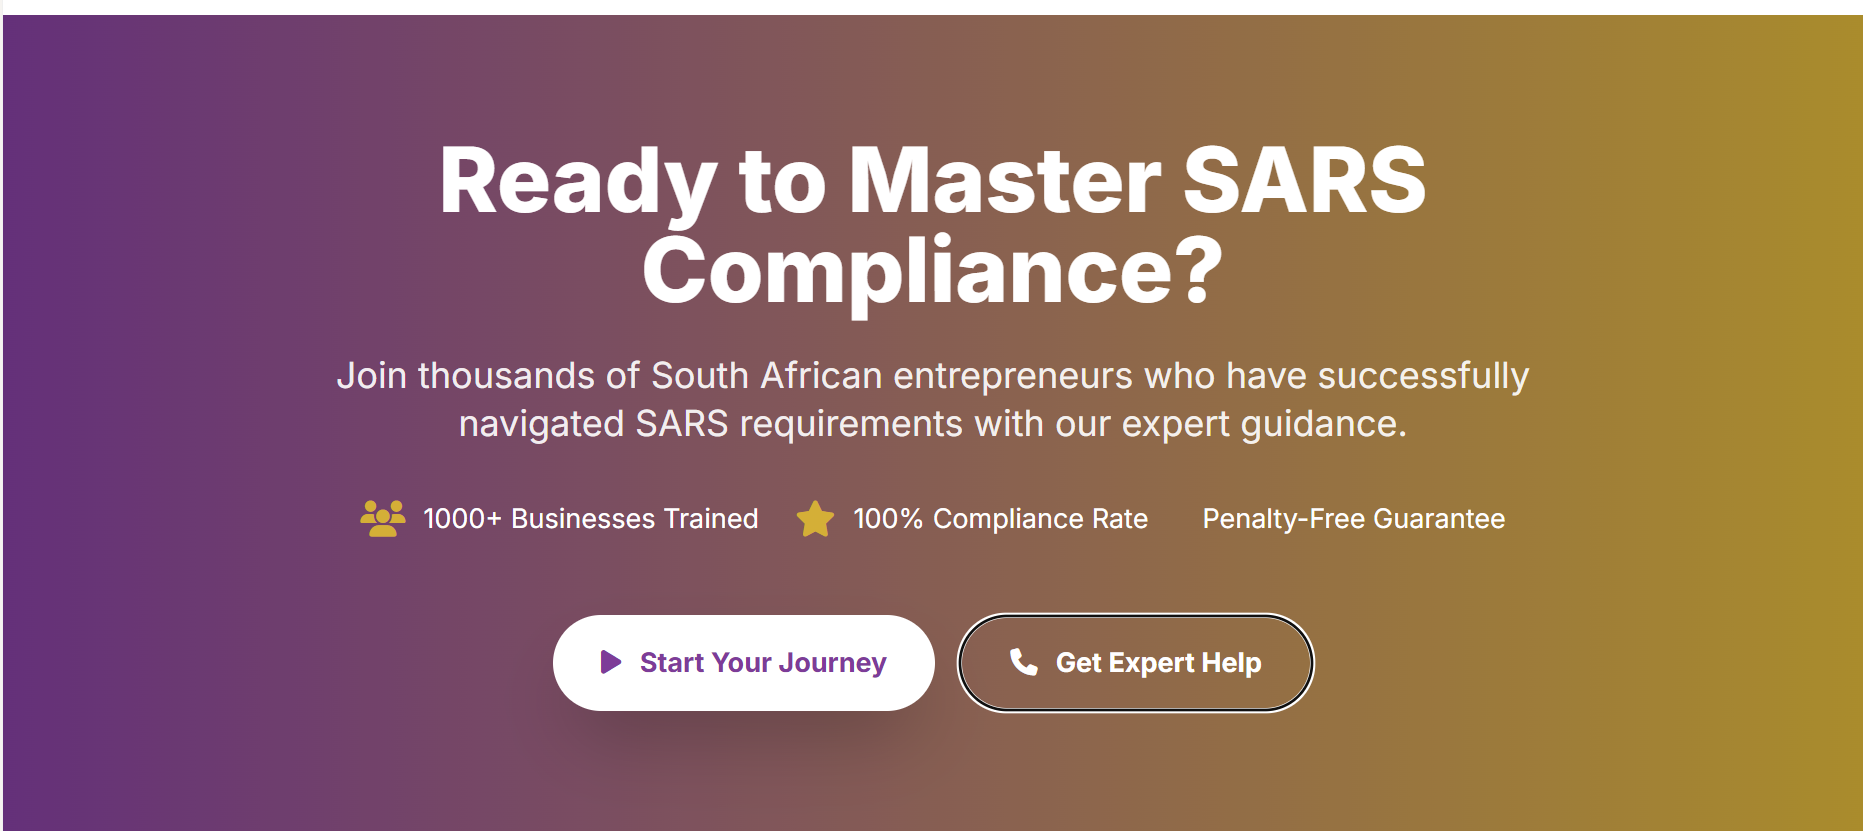 Ready to Master SARS
Compliance?
Join thousands of South African entrepreneurs who have successfully
navigated SARS requirements with our expert guidance.
1000+ Businesses Trained
100% Compliance Rate
Penalty-Free Guarantee
Start Your Journey
Get Expert Help